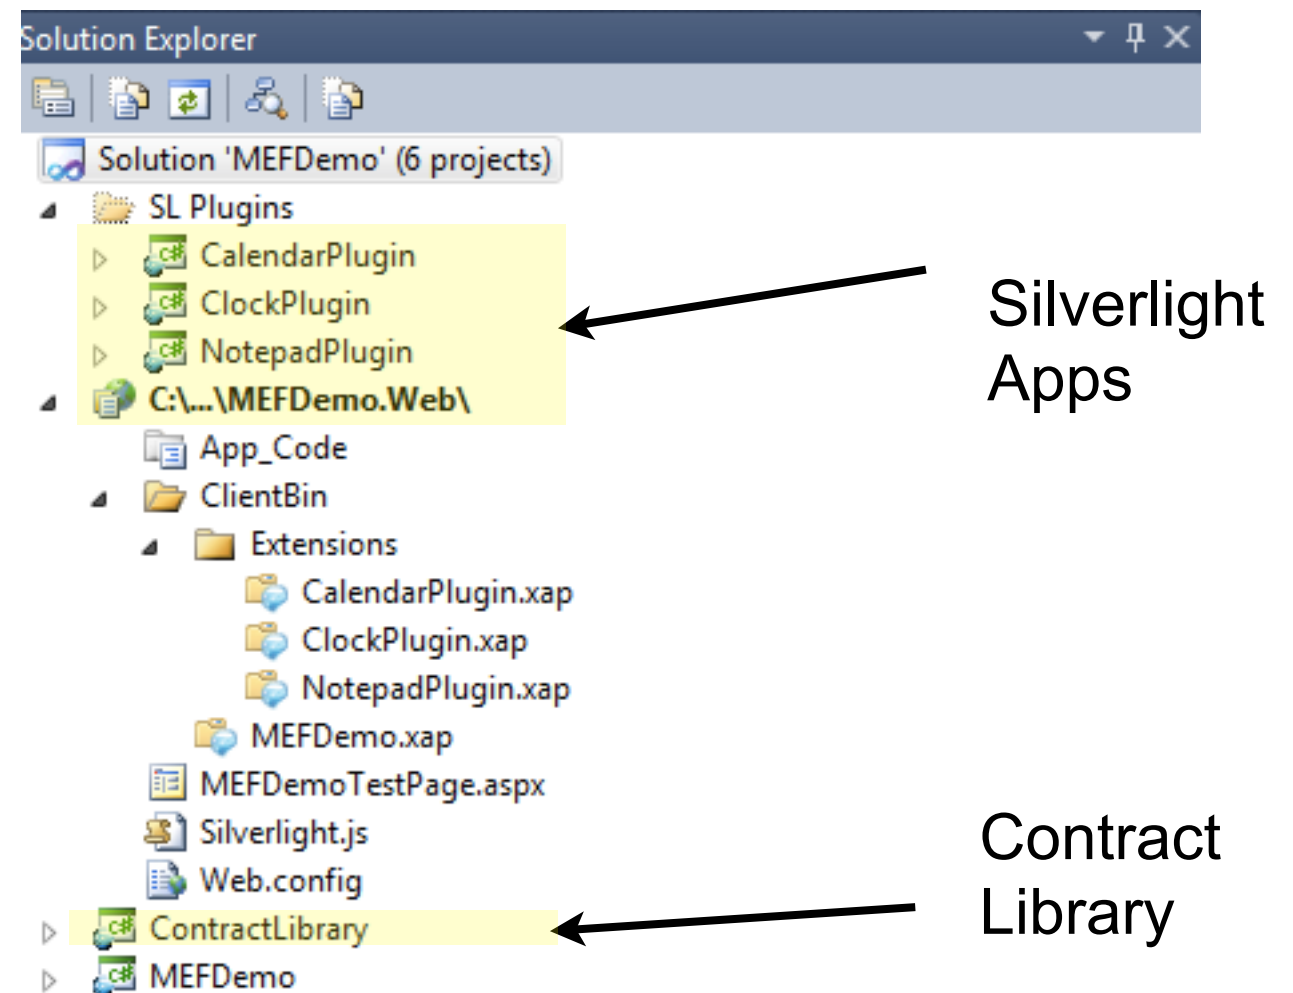 Solution Explorer
Solution 'MEFDemo' (6 projects)
SL Plugins
CalendarPlugin
ClockPlugin
NotepadPlugin
C:\...\MEFDemo.Web\
App_Code
ClientBin
Extensions
CalendarPlugin.xap
ClockPlugin.xap
NotepadPlugin.xap
MEFDemo.xap
MEFDemoTestPage.aspx
Silverlight.js
Web.config
ContractLibrary
MEFDemo
Silverlight
Apps
Contract
Library